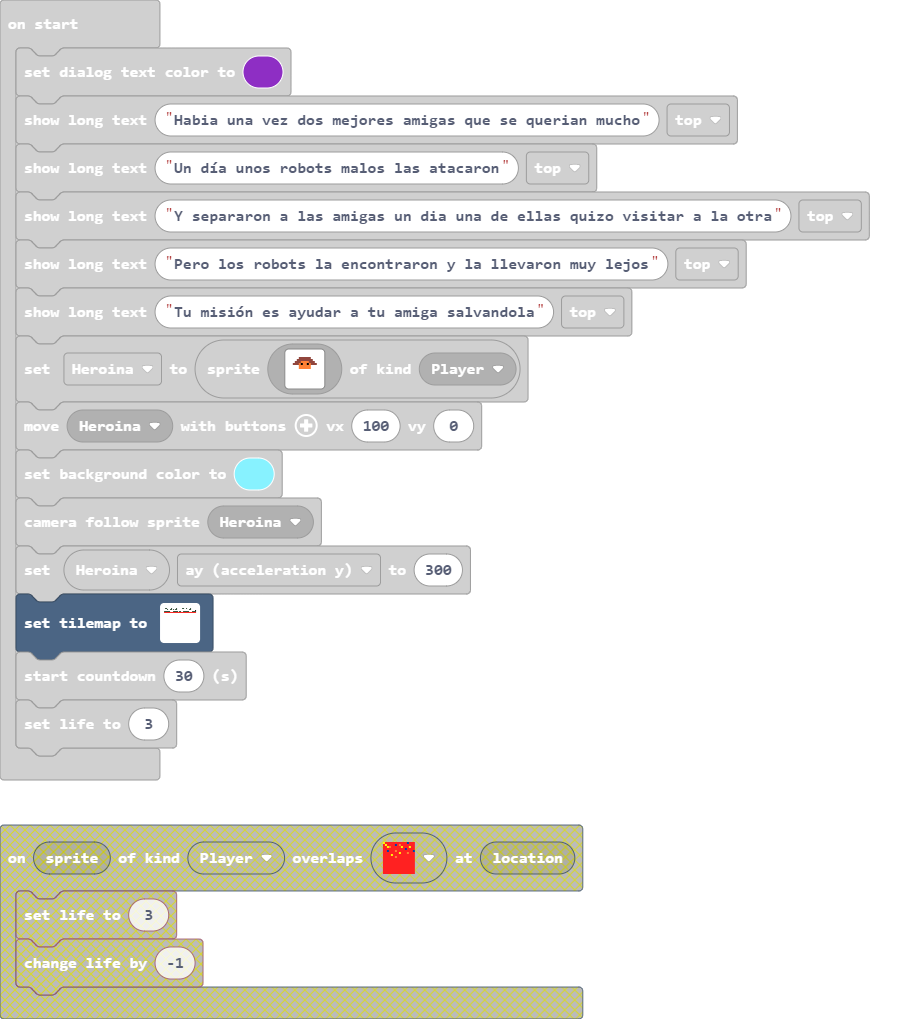 on start
set dialog text color to
show long text "Habia una vez dos mejores amigas que se querian mucho" top
show long text "Un día unos robots malos las atacaron" top
show long text "Y separaron a las amigas un dia una de ellas quizo visitar a la otra" top
show long text "Pero los robots la encontraron y la llevaron muy lejos" top
show long text "Tu misión es ayudar a tu amiga salvandola" top
set Heroina to sprite of kind Player
move Heroina with buttons vx 100 vy 0
set background color to
camera follow sprite Heroina
set Heroina ay (acceleration y) to 300
set tilemap to
start countdown 30 (s)
set life to 3
on sprite of kind Player overlaps at location
set life to 3
change life by -1